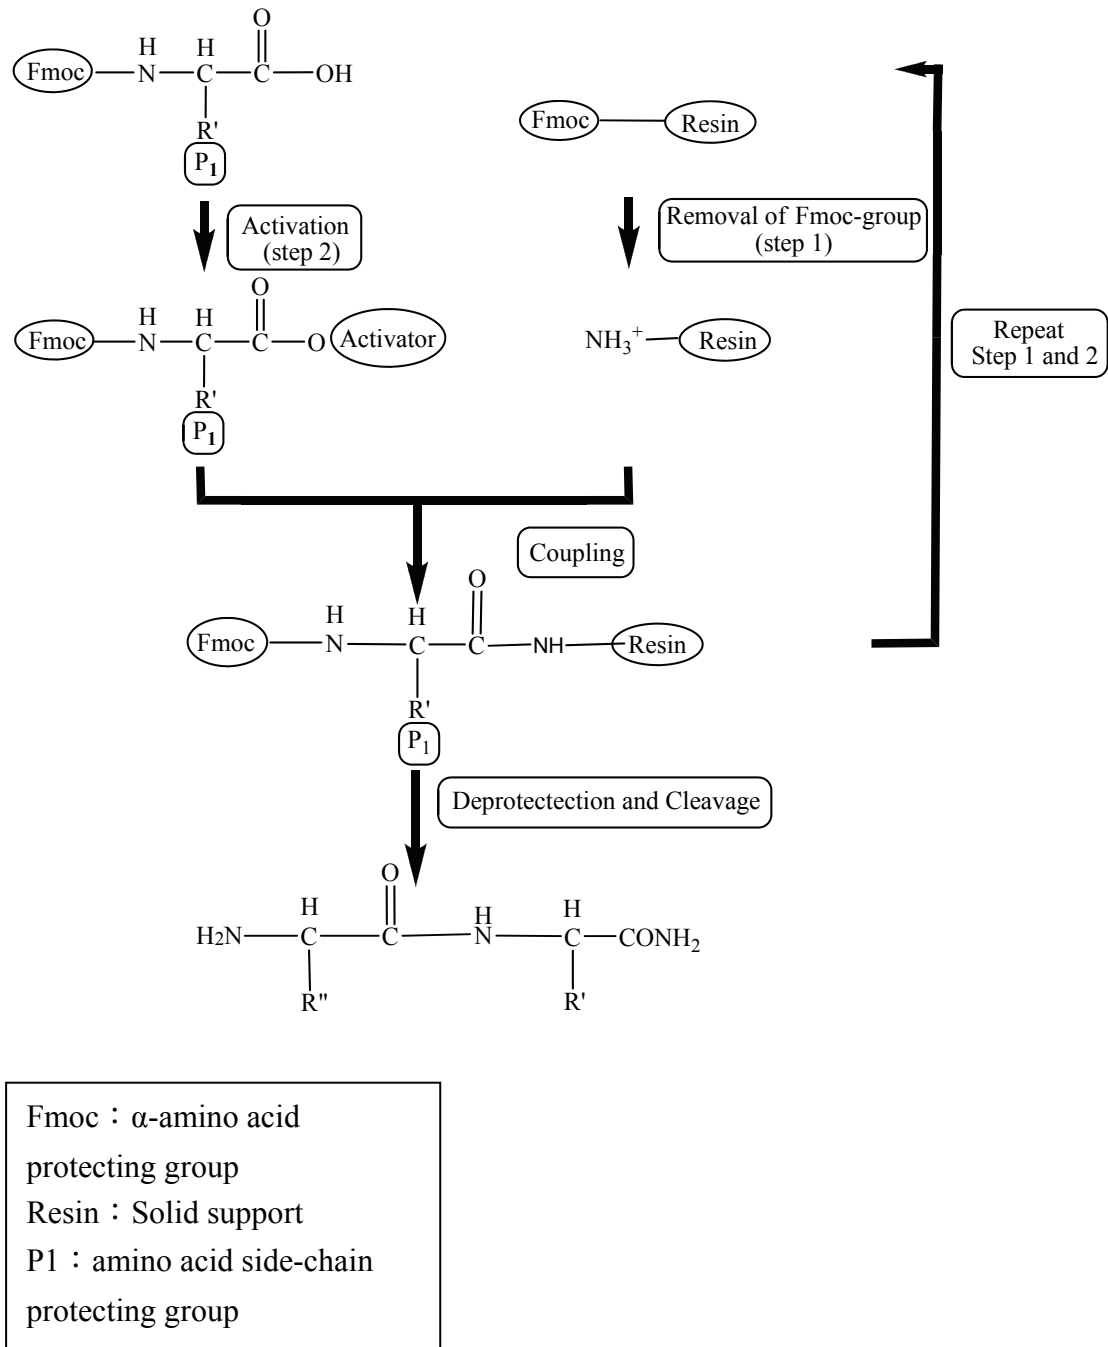 O
H H
Fmoc N C C OH
R'
P1
Fmoc Resin
Activation
(step 2)
Removal of Fmoc-group
(step 1)
O
H H
Fmoc N C C O Activator
R'
P1
NH3+ Resin
Repeat
Step 1 and 2
Coupling
O
H H
Fmoc N C C NH Resin
R'
P1
Deprotectection and Cleavage
O
H H H
H2N C C N C CONH2
R" R'
Fmoc：α-amino acid
protecting group
Resin：Solid support
P1：amino acid side-chain
protecting group